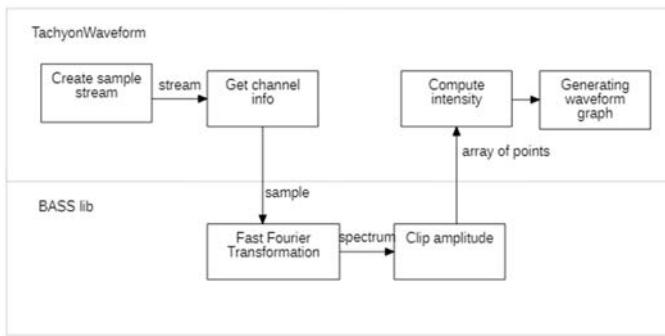 TachyonWaveform
Create sample
stream
stream
Get channel
info
Compute
intensity
Generating
waveform
graph
array of points
sample
BASS lib
Fast Fourier
Transformation
spectrum
Clip amplitude